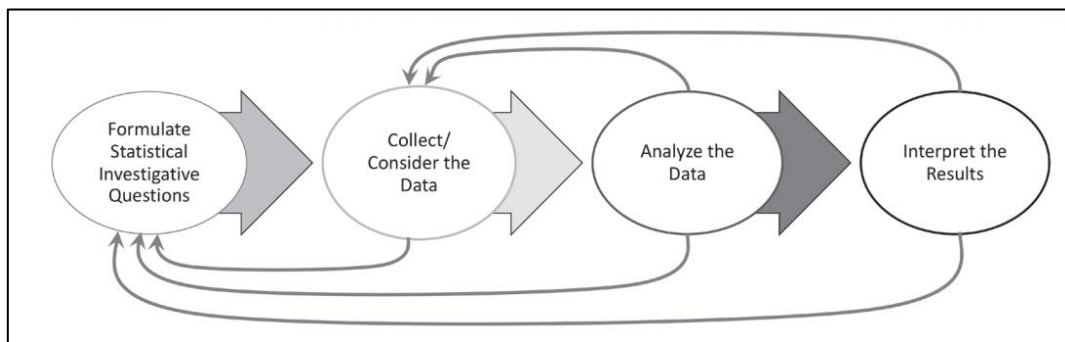 Formulate
Statistical
Investigative
Questions
Collect/
Consider the
Data
Analyze the
Data
Interpret the
Results